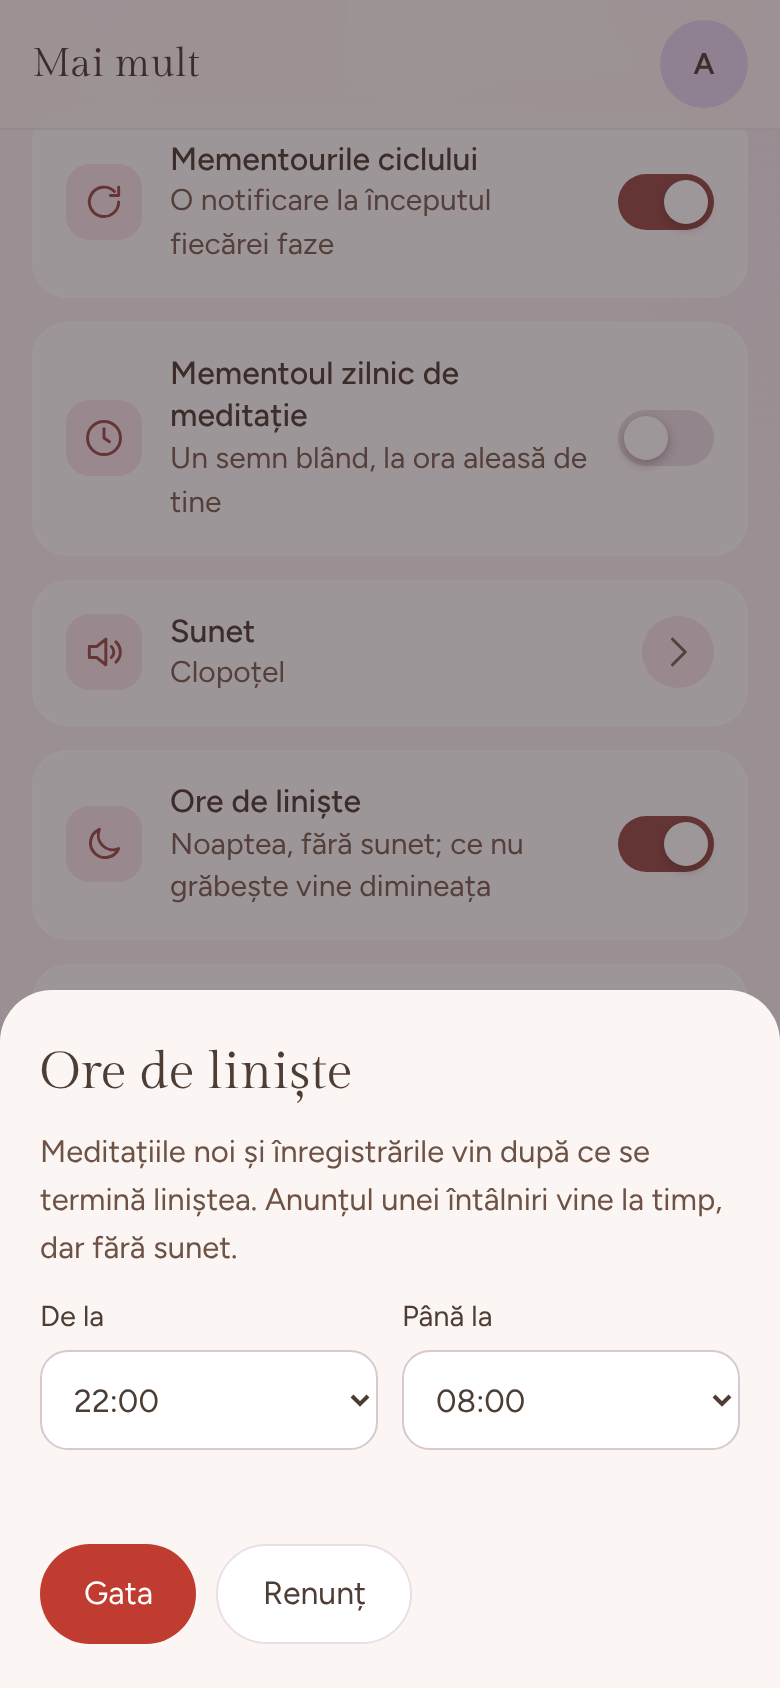 Mai mult
A
Mementourile ciclului
O notificare la începutul
fiecărei faze
Mementoul zilnic de
meditație
Un semn blând, la ora aleasă de
tine
Sunet
Clopoțel
Ore de liniște
Noaptea, fără sunet; ce nu
grăbește vine dimineața
Ore de liniște
Meditațiile noi și înregistrările vin după ce se
termină liniștea. Anunțul unei întâlniri vine la timp,
dar fără sunet.
De la
Până la
22:00
08:00
Gata
Renunț